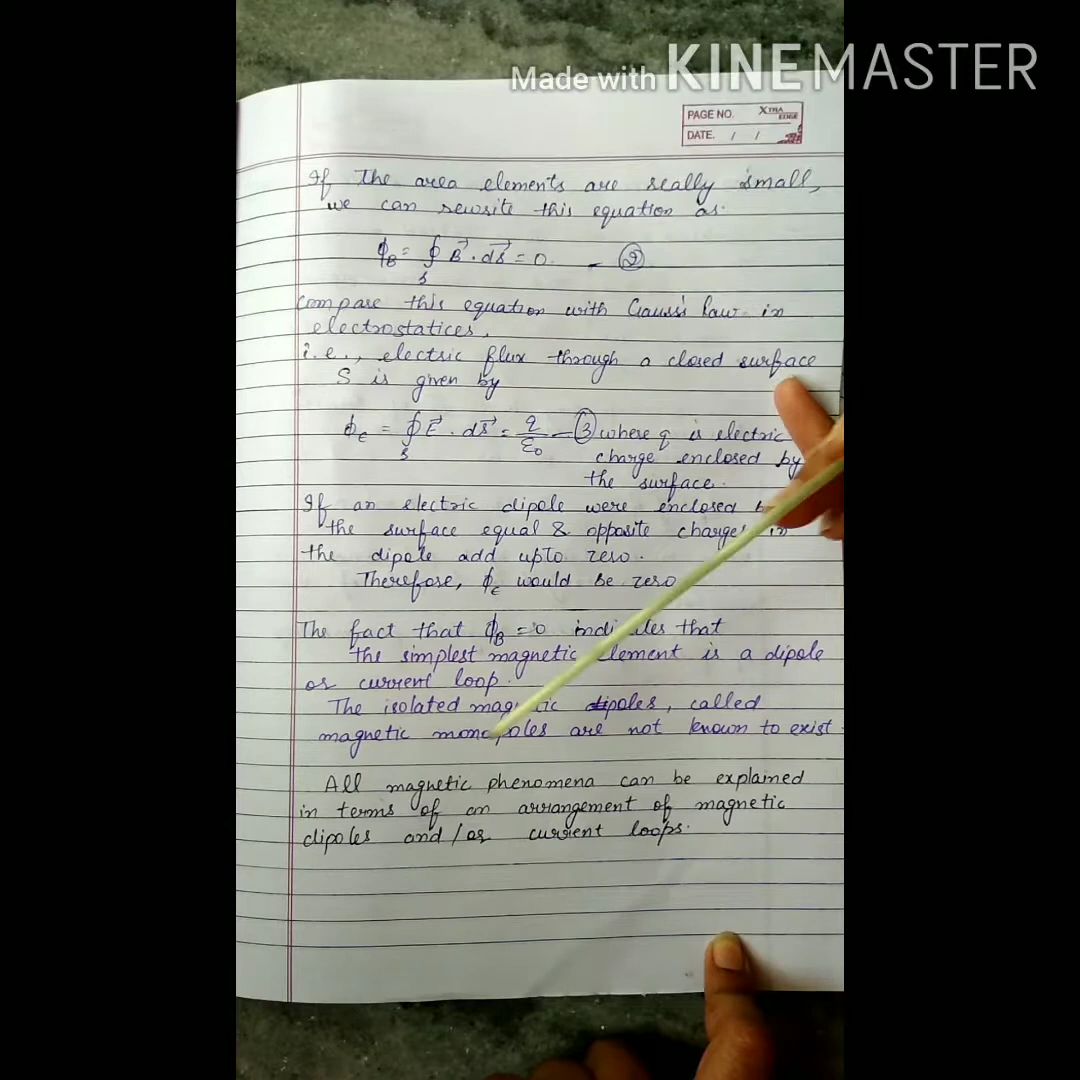 Made with KINEMASTER
PAGE NO. XTRA EDGE
DATE. / /
If The area elements are really small,
we can rewrite this equation as.
ϕB = ∮S B⃗ · ds⃗ = 0. – ②
Compare this equation with Gauss's Law in
electrostatices.
i.e., electric flux through a closed surface
S is given by
ϕE = ∮S E⃗ · ds⃗ = q/ε0 – ③ where q is electric
charge enclosed by
the surface.
If an electric dipole were enclosed
the surface equal & opposite charges in
the dipole add upto zero.
Therefore, ϕE would be zero
The fact that ϕB = 0 that
the simplest magnetic is a dipole
or current loop.
The isolated poles, called
magnetic monopoles are not known to exist.
All magnetic phenomena can be explained
in terms of an arrangement of magnetic
dipoles and/or current loops.